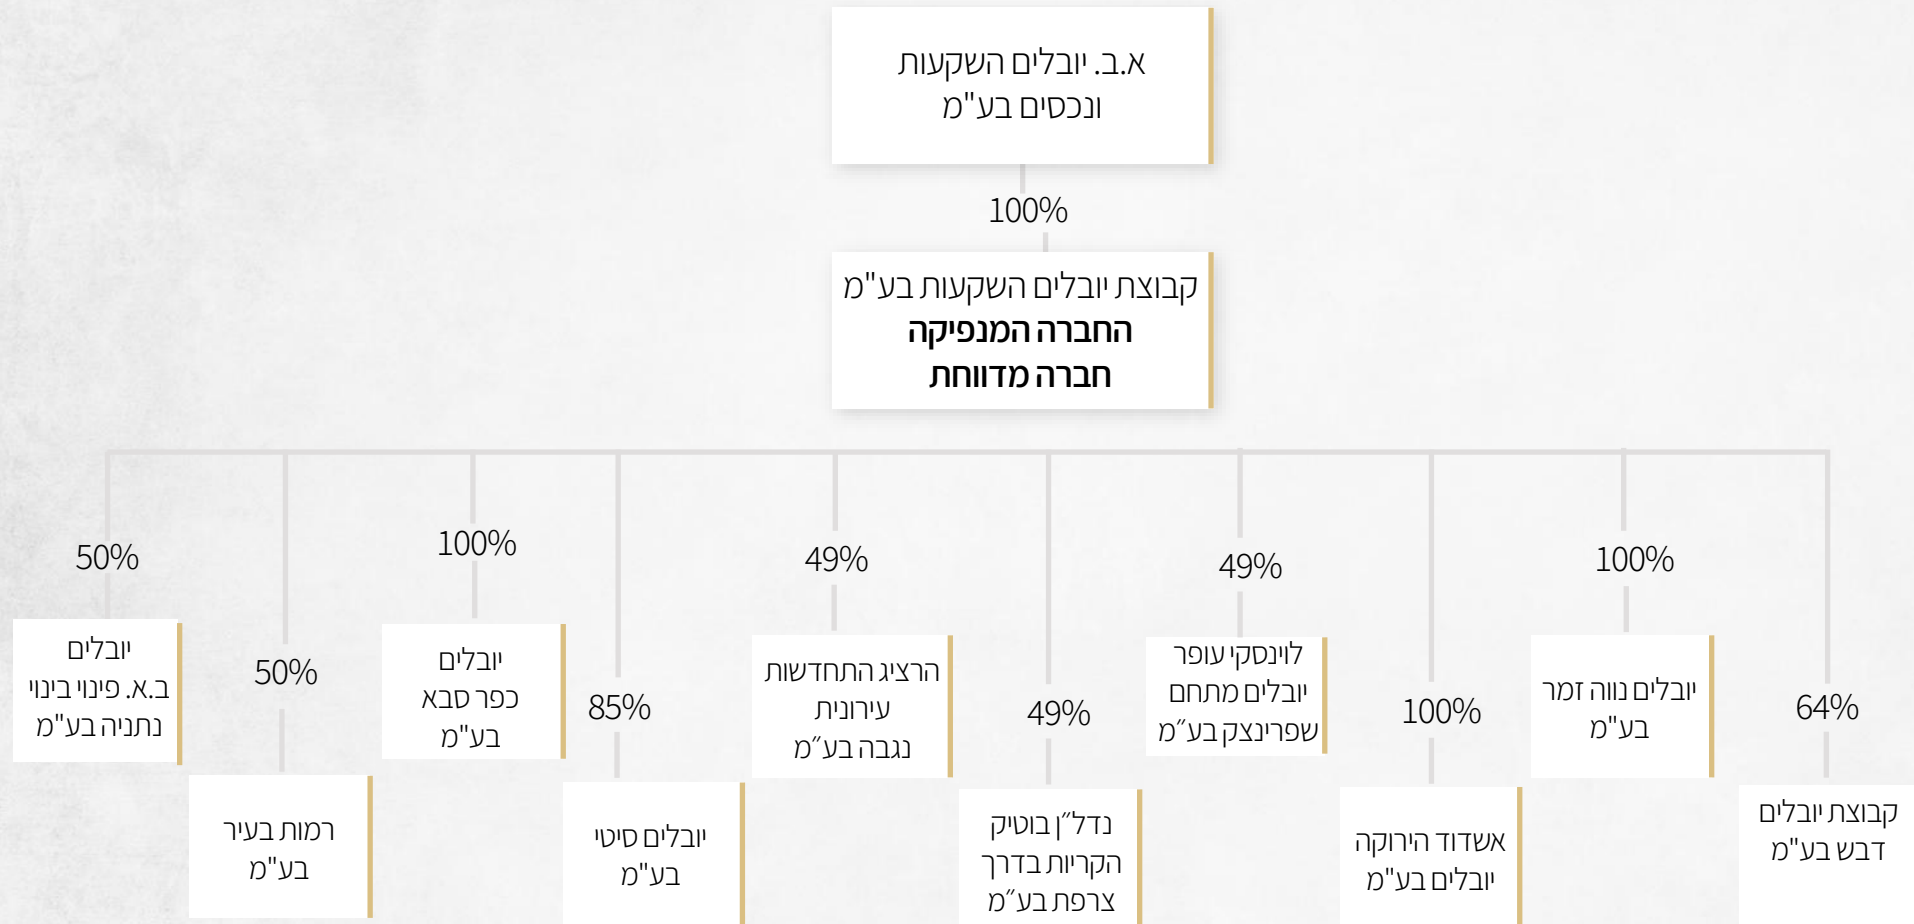 א.ב. יובלים השקעות
ונכסים בע"מ
100%
קבוצת יובלים השקעות בע"מ
החברה המנפיקה
חברה מדווחת
64%
קבוצת יובלים
דבש בע"מ
100%
יובלים נווה זמר
בע"מ
100%
אשדוד הירוקה
יובלים בע"מ
49%
לוינסקי עופר
יובלים מתחם
שפרינצק בע״מ
49%
נדל״ן בוטיק
הקריות בדרך
צרפת בע״מ
49%
הרציג התחדשות
עירונית
נגבה בע״מ
85%
יובלים סיטי
בע"מ
100%
יובלים
כפר סבא
בע"מ
50%
רמות בעיר
בע"מ
50%
יובלים
ב.א. פינוי בינוי
נתניה בע"מ